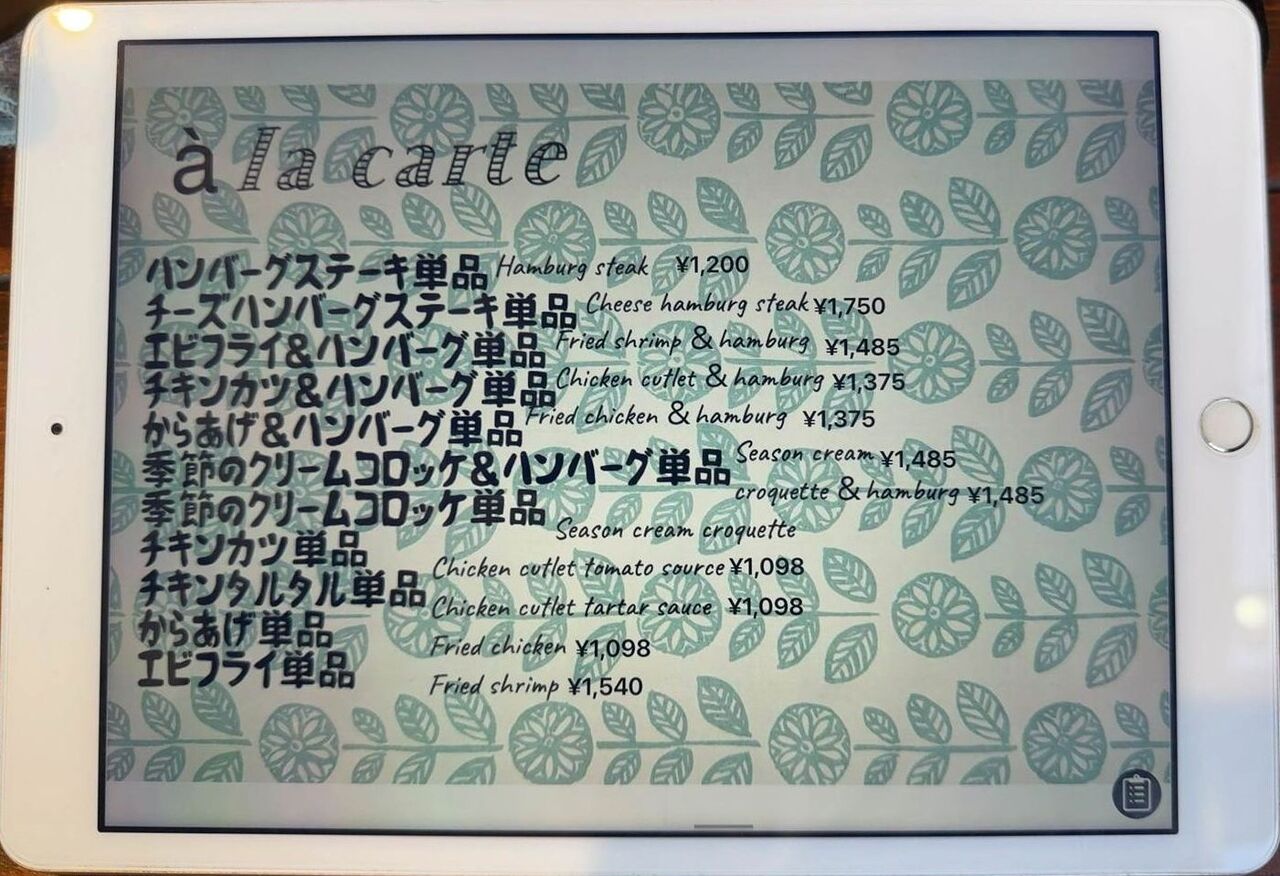 à la carte
ハンバーグステーキ単品 Hamburg steak ¥1,200
チーズハンバーグステーキ単品 Cheese hamburg steak ¥1,750
エビフライ&ハンバーグ単品 Fried shrimp & hamburg ¥1,485
チキンカツ&ハンバーグ単品 Chicken cutlet & hamburg ¥1,375
からあげ&ハンバーグ単品 Fried chicken & hamburg ¥1,375
季節のクリームコロッケ&ハンバーグ単品 Season cream ¥1,485
croquette & hamburg ¥1,485
季節のクリームコロッケ単品 Season cream croquette
チキンカツ単品 Chicken cutlet tomato source ¥1,098
チキンタルタル単品 Chicken cutlet tartar sauce ¥1,098
からあげ単品 Fried chicken ¥1,098
エビフライ単品 Fried shrimp ¥1,540